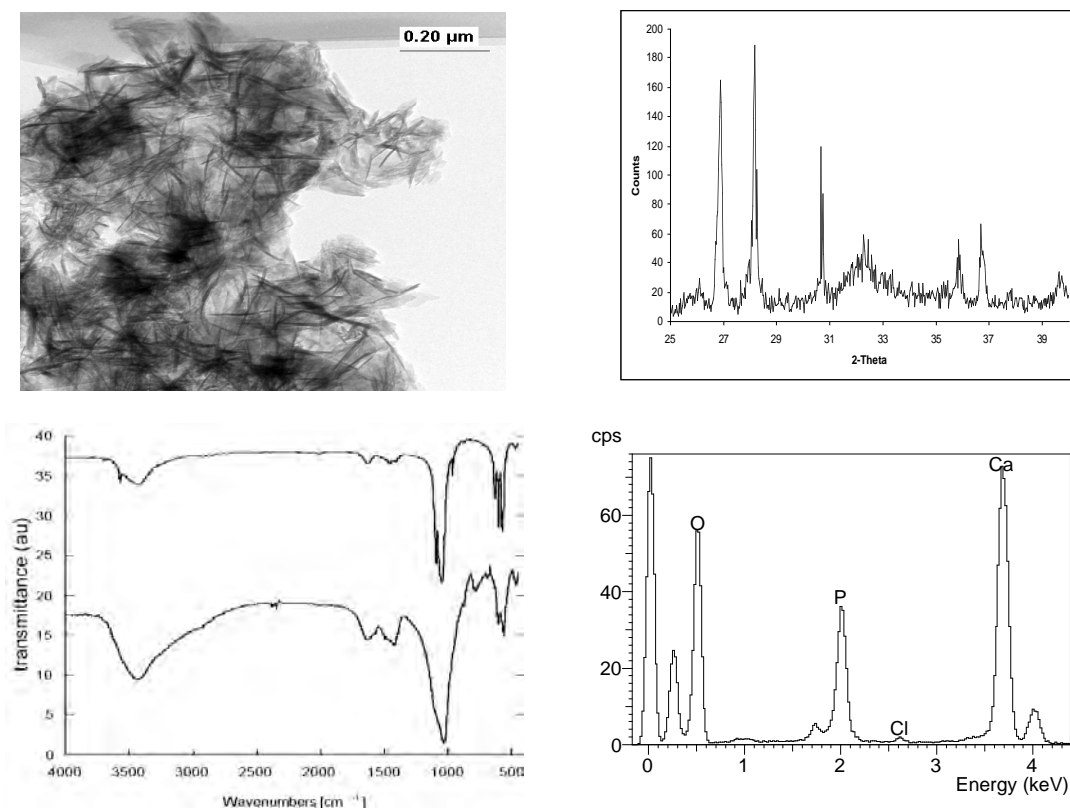 0.20 µm
200
180
160
140
120
100
80
60
40
20
0
Counts
25 27 29 31 33 35 37 39
2-Theta
40
35
30
25
20
15
10
5
0
transmittance (au)
4000 3500 3000 2500 2000 1500 1000 500
Wavenumbers [cm⁻¹]
cps
60
40
20
0
O
P
Cl
Ca
0 1 2 3 4
Energy (keV)